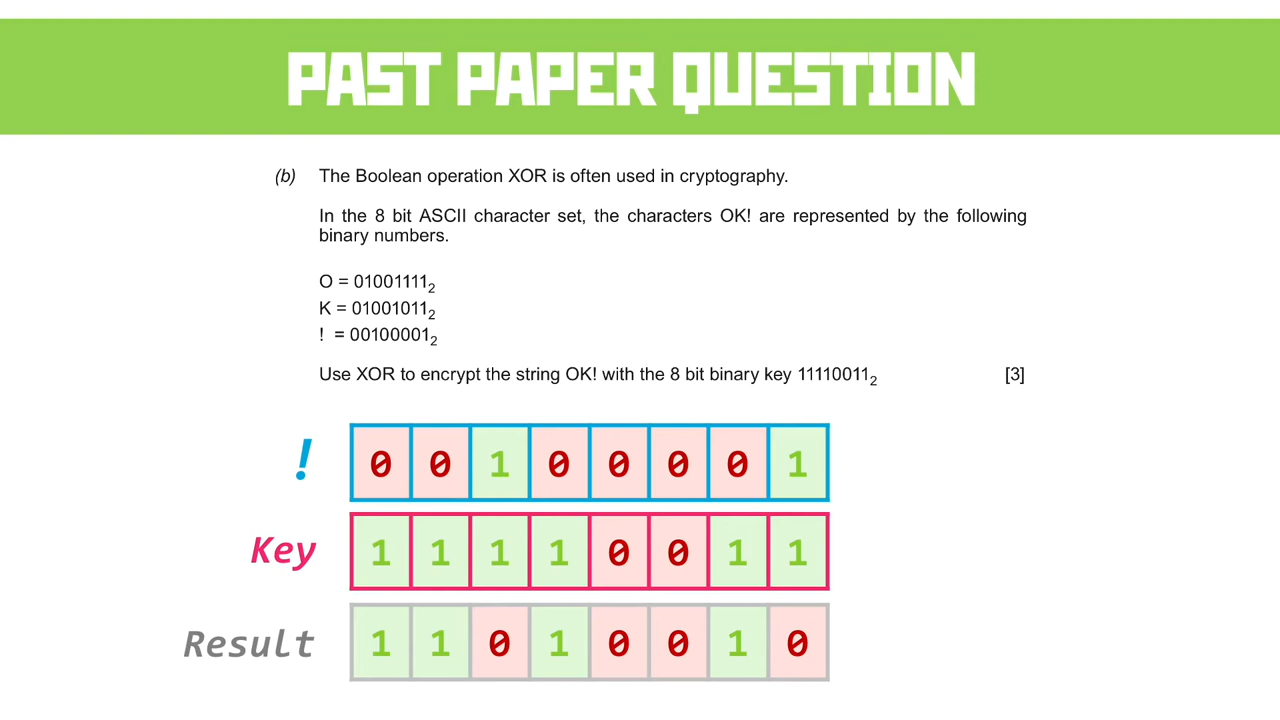 PAST PAPER QUESTION
(b) The Boolean operation XOR is often used in cryptography.
In the 8 bit ASCII character set, the characters OK! are represented by the following
binary numbers.
O = 01001111₂
K = 01001011₂
! = 00100001₂
Use XOR to encrypt the string OK! with the 8 bit binary key 11110011₂ [3]
! 0 0 1 0 0 0 0 1
Key 1 1 1 1 0 0 1 1
Result 1 1 0 1 0 0 1 0